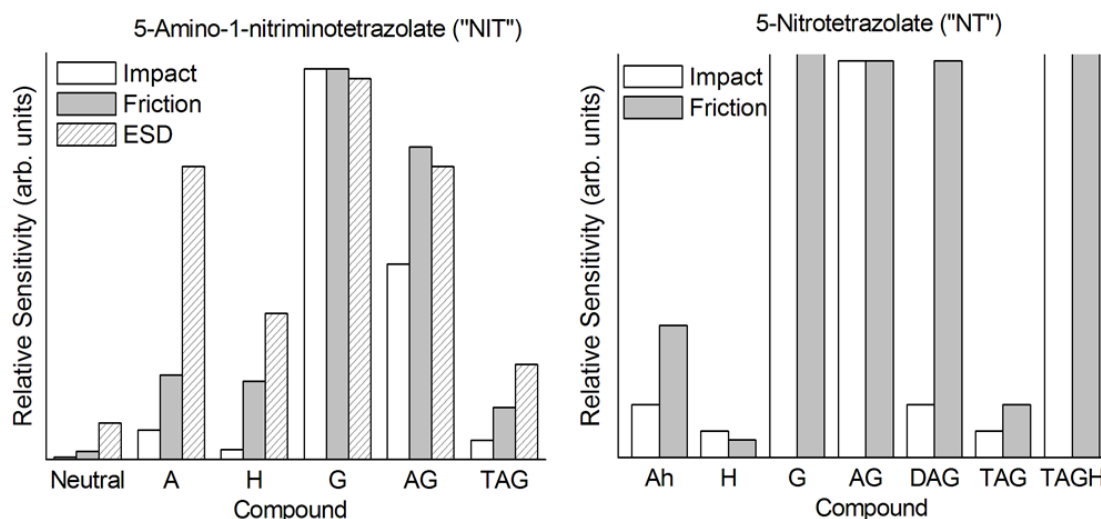 5-Amino-1-nitriminotetrazolate ("NIT")
Relative Sensitivity (arb. units)
Impact
Friction
ESD
Neutral A H G AG TAG
Compound
5-Nitrotetrazolate ("NT")
Relative Sensitivity (arb. units)
Impact
Friction
Ah H G AG DAG TAG TAGH
Compound